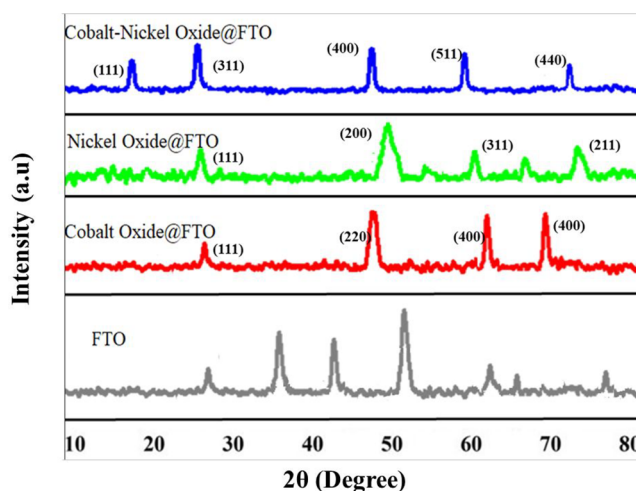 Cobalt-Nickel Oxide@FTO
(111) (311) (400) (511) (440)
Nickel Oxide@FTO
(111) (200) (311) (211)
Cobalt Oxide@FTO
(111) (220) (400) (400)
FTO
10 20 30 40 50 60 70 80
2θ (Degree)
Intensity (a.u)